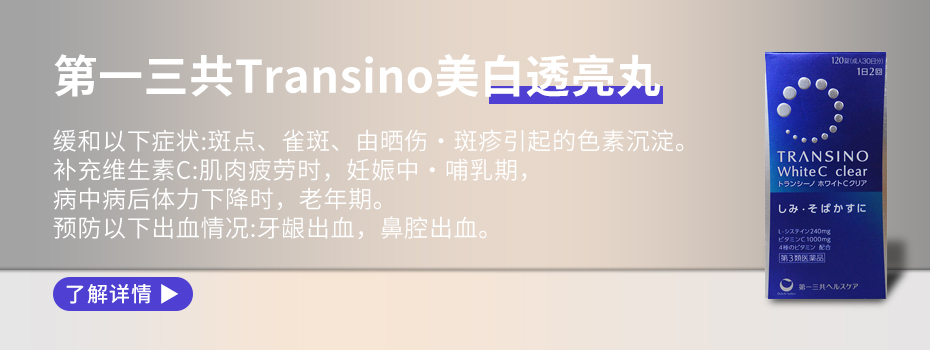 第一三共Transino美白透亮丸
缓和以下症状:斑点、雀斑、由晒伤·斑疹引起的色素沉淀。
补充维生素C:肌肉疲劳时，妊娠中·哺乳期，
病中病后体力下降时，老年期。
预防以下出血情况:牙龈出血，鼻腔出血。
了解详情 ▶
120錠(成人30日分)
1日2回
TRANSINO
White C clear
トランシーノ ホワイトCクリア
しみ・そばかすに
L-システイン240mg
ビタミンC 1000mg
4種のビタミン 配合
第3類医薬品
第一三共ヘルスケア